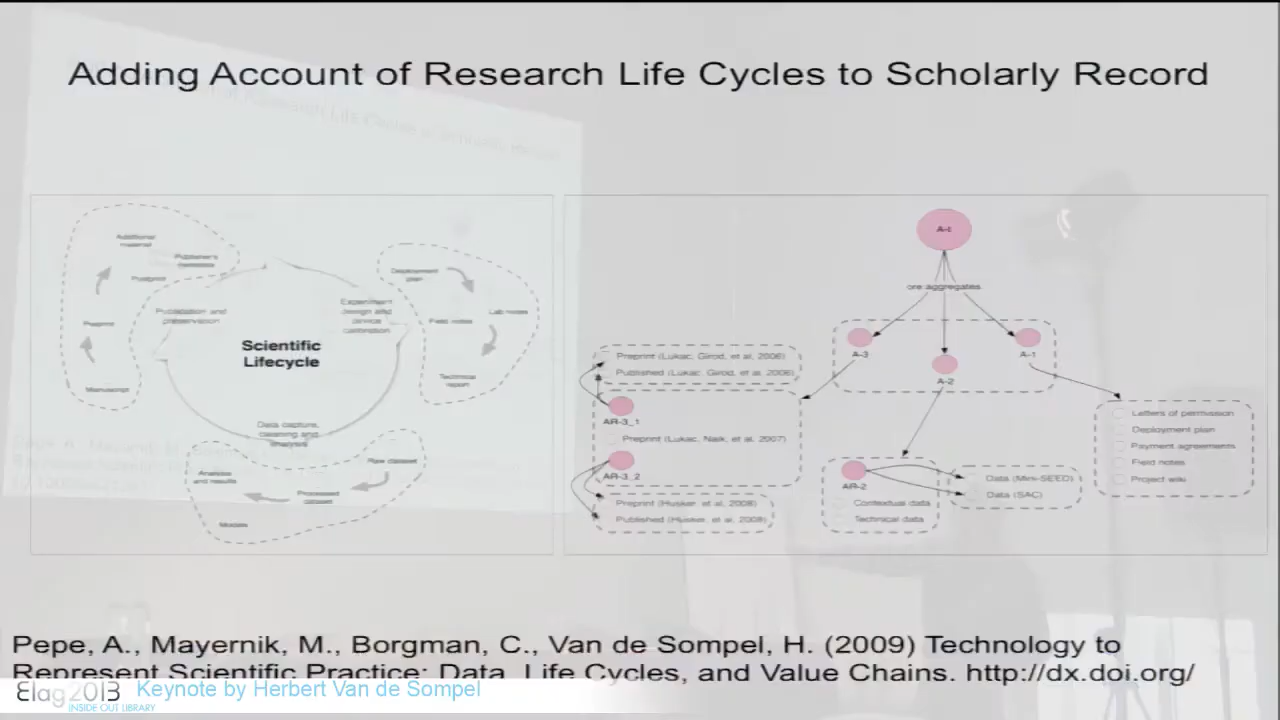 Adding Account of Research Life Cycles to Scholarly Record
Additional
material
Publisher's
metadata
Postprint
Preprint
Manuscript
Publication and
preservation
Scientific
Lifecycle
Experiment
design and
device
calibration
Data capture,
cleaning and
analysis
Deployment
plan
Field notes
Lab notes
Technical
report
Raw dataset
Processed
dataset
Analysis
and results
Models
ore:aggregates
A-3
A-2
A-1
Preprint (Lukac, Girod, et al. 2006)
Published (Lukac, Girod, et al. 2006)
AR-3_1
Preprint (Lukac, Naik, et al. 2007)
AR-3_2
Preprint (Husker, et al. 2008)
Published (Husker, et al. 2008)
AR-2
Contextual data
Technical data
Data (Mini-SEED)
Data (SAC)
Letters of permission
Deployment plan
Payment agreements
Field notes
Project wiki
Pepe, A., Mayernik, M., Borgman, C., Van de Sompel, H. (2009) Technology to
Represent Scientific Practice: Data, Life Cycles, and Value Chains. http://dx.doi.org/
Elag2013 Keynote by Herbert Van de Sompel
INSIDE OUT LIBRARY